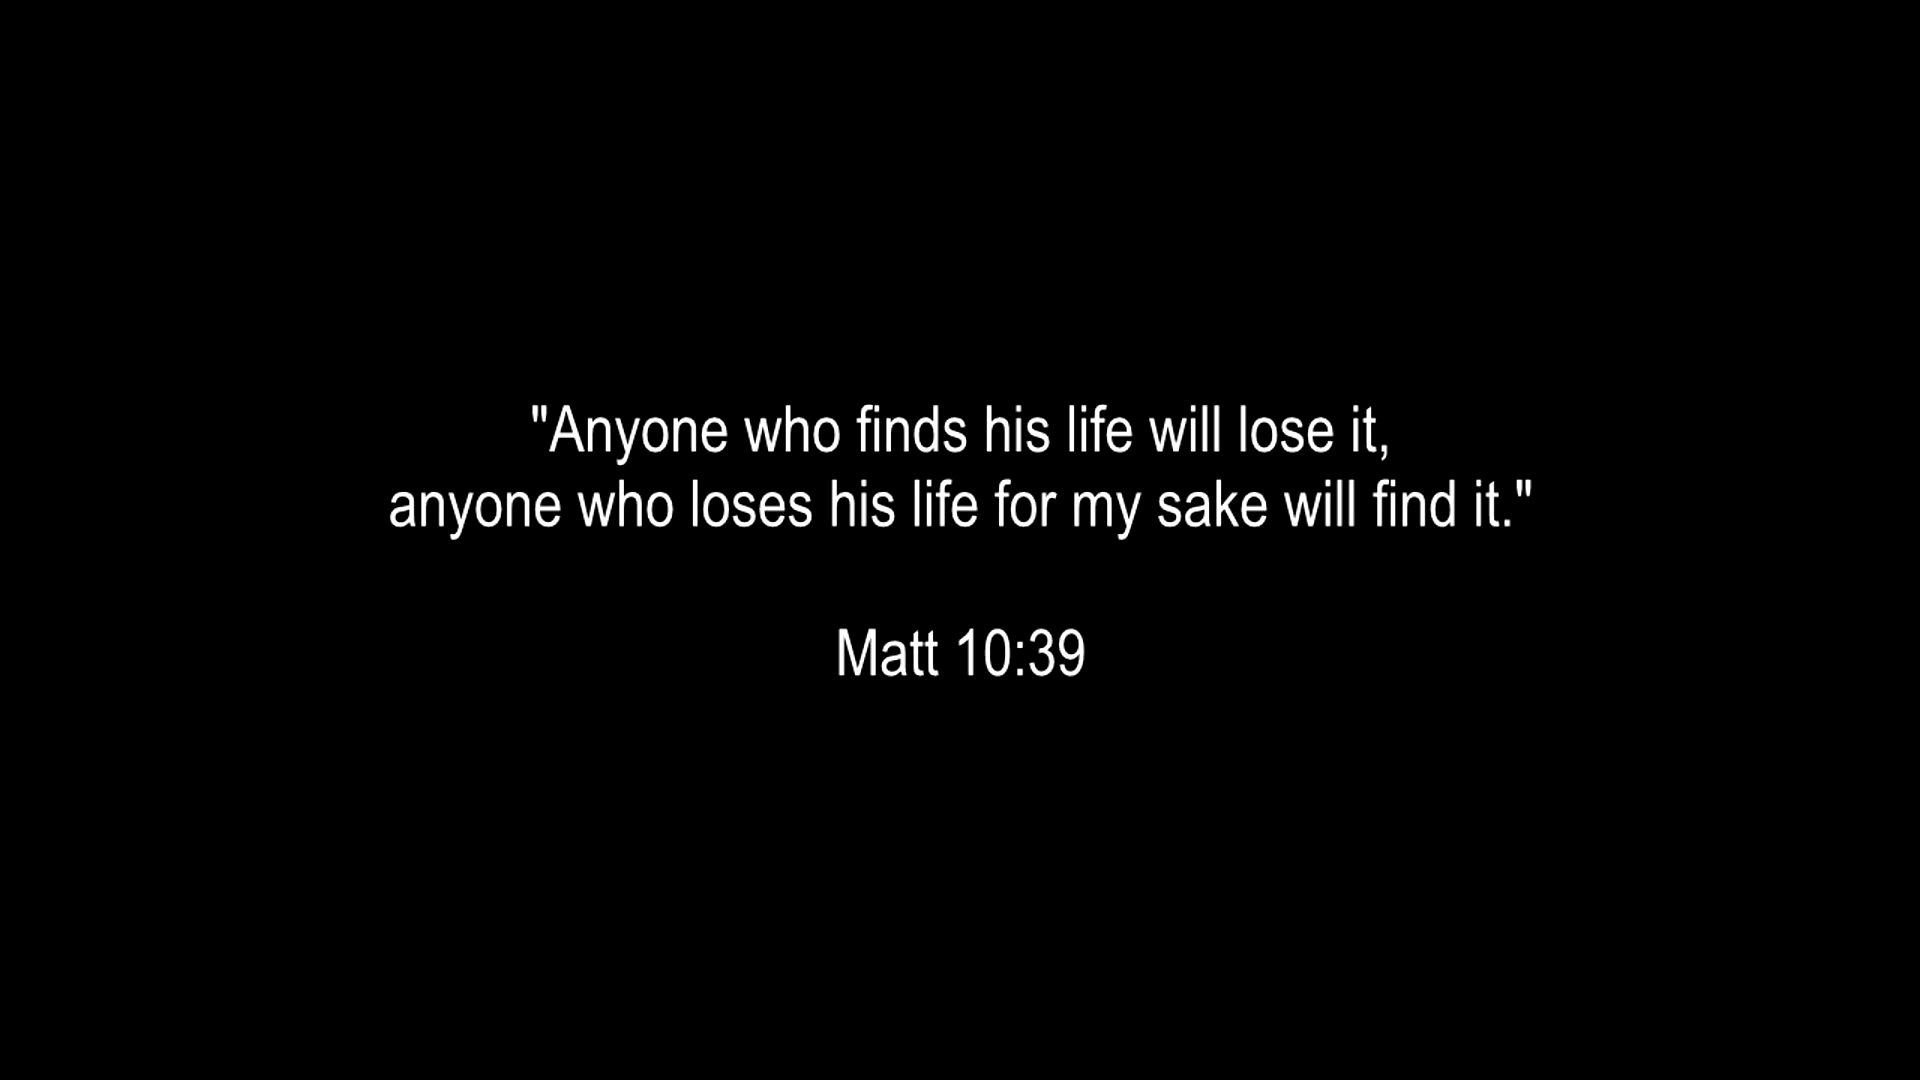 "Anyone who finds his life will lose it,
anyone who loses his life for my sake will find it."
Matt 10:39